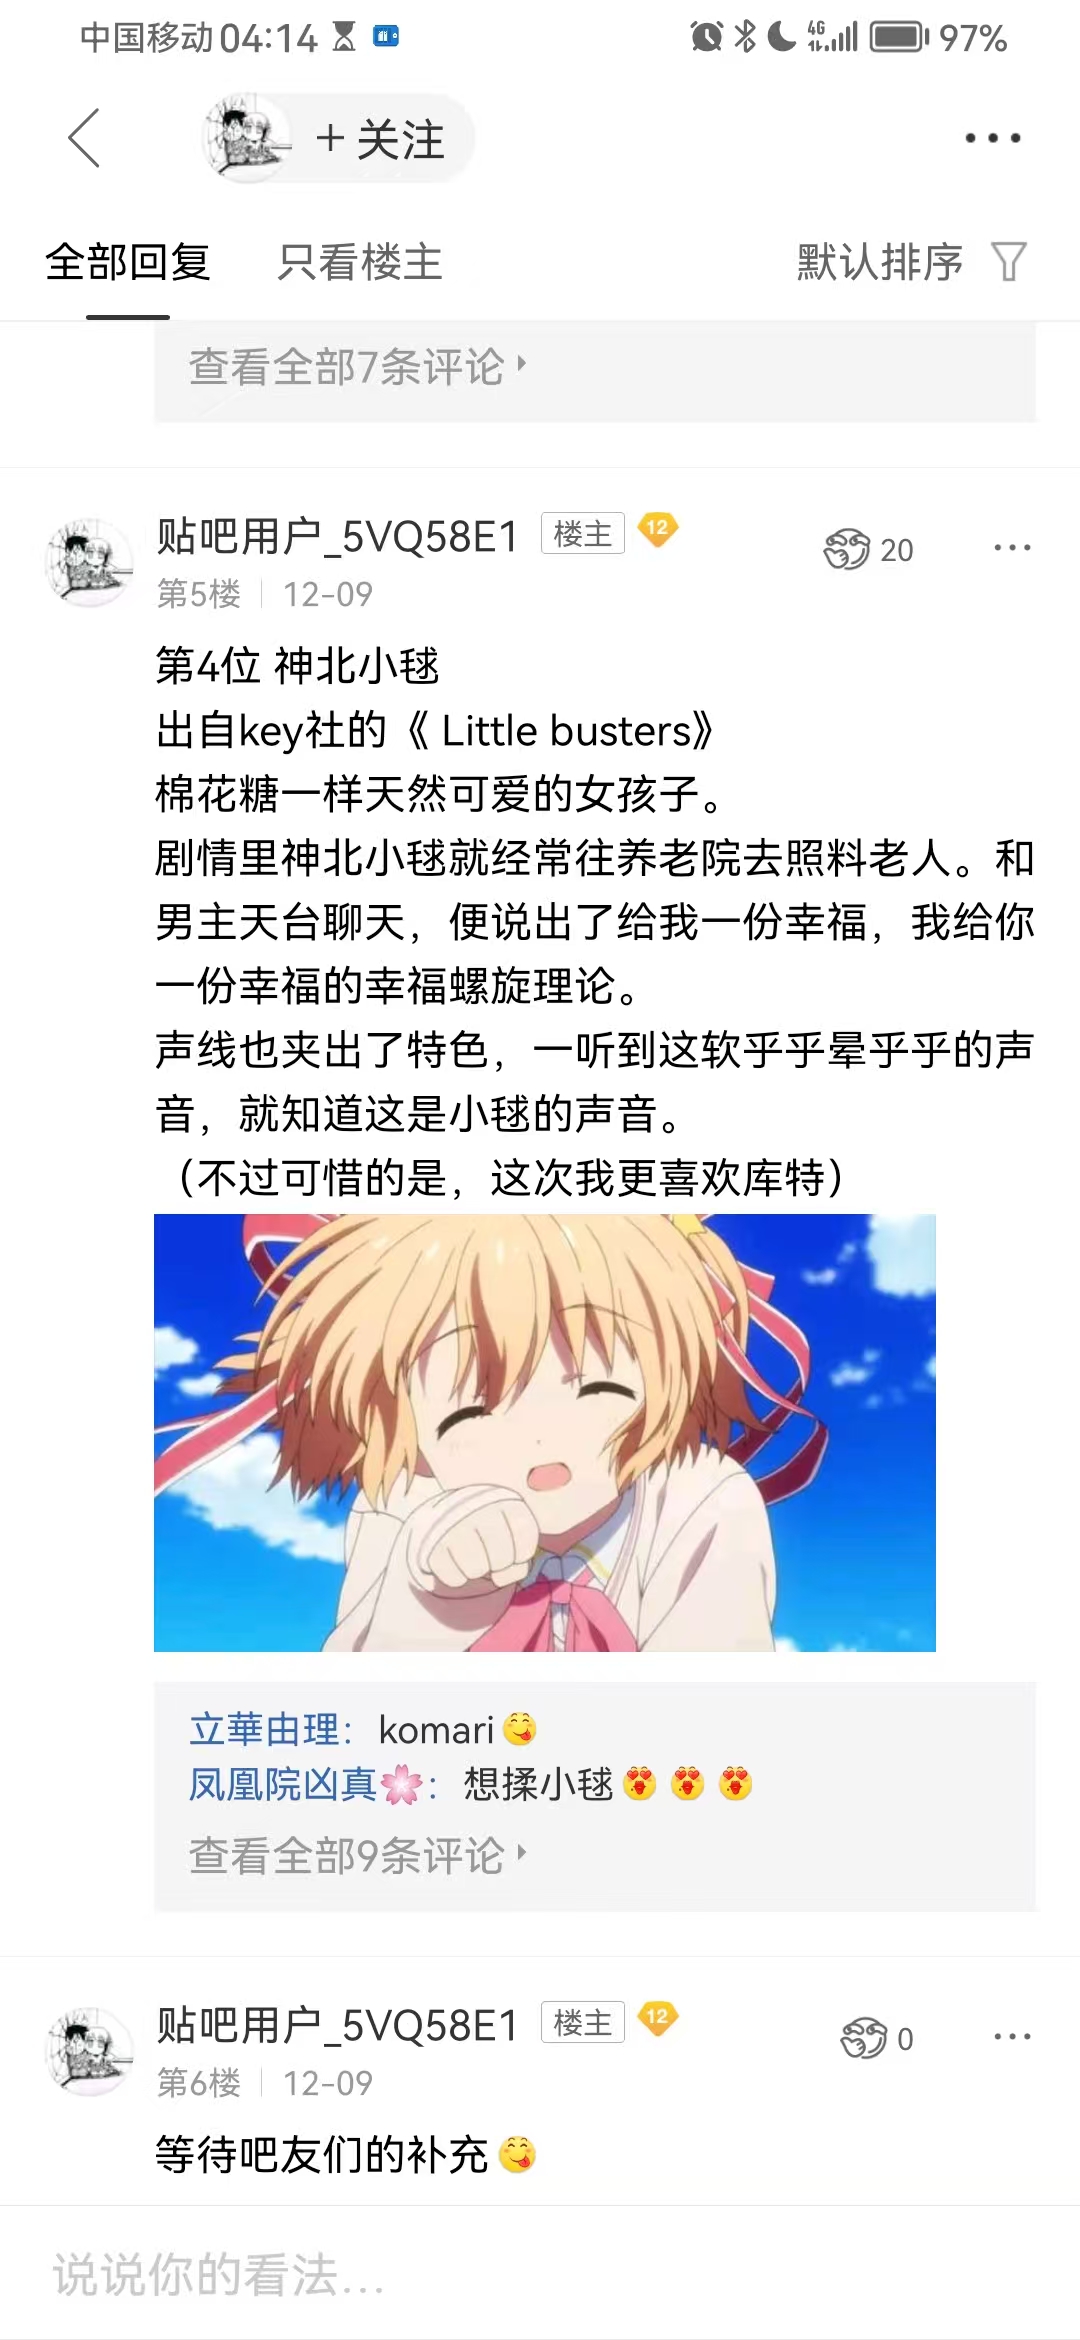 中国移动 04:14 4G 97%
+ 关注
全部回复 只看楼主 默认排序
查看全部7条评论
贴吧用户_5VQ58E1 楼主 12 20
第5楼 12-09
第4位 神北小毬
出自key社的《 Little busters》
棉花糖一样天然可爱的女孩子。
剧情里神北小毬就经常往养老院去照料老人。和
男主天台聊天，便说出了给我一份幸福，我给你
一份幸福的幸福螺旋理论。
声线也夹出了特色，一听到这软乎乎晕乎乎的声
音，就知道这是小毬的声音。
（不过可惜的是，这次我更喜欢库特）
立華由理：komari😋
凤凰院凶真🌸：想揉小毬😍😍😍
查看全部9条评论
贴吧用户_5VQ58E1 楼主 12 0
第6楼 12-09
等待吧友们的补充😋
说说你的看法...